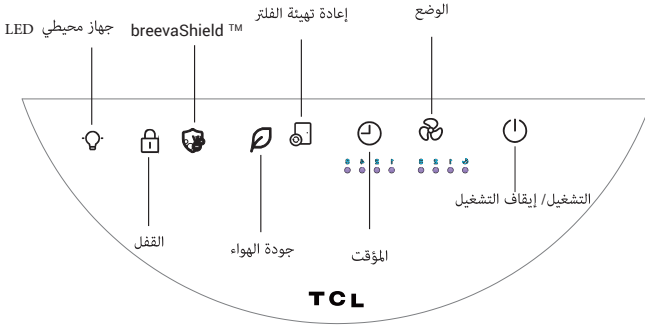 الوضع
إعادة تهيئة الفلتر
breevaShield ™
جهاز محيطي LED
التشغيل/ إيقاف التشغيل
المؤقت
جودة الهواء
القفل
TCL